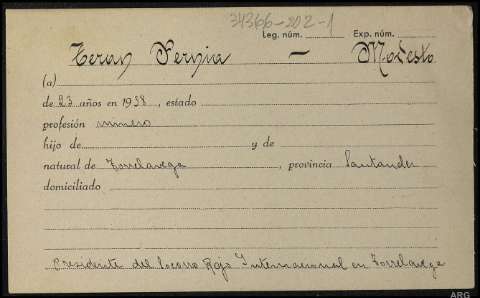 34366-202-1
Leg. núm. Exp. núm.
Teran Pernia — Modesto
(a)
de 23 años en 1938, estado
profesión minero
hijo de y de
natural de Torrelavega, provincia Santander
domiciliado
Presidente del Socorro Rojo Internacional en Torrelavega
ARG